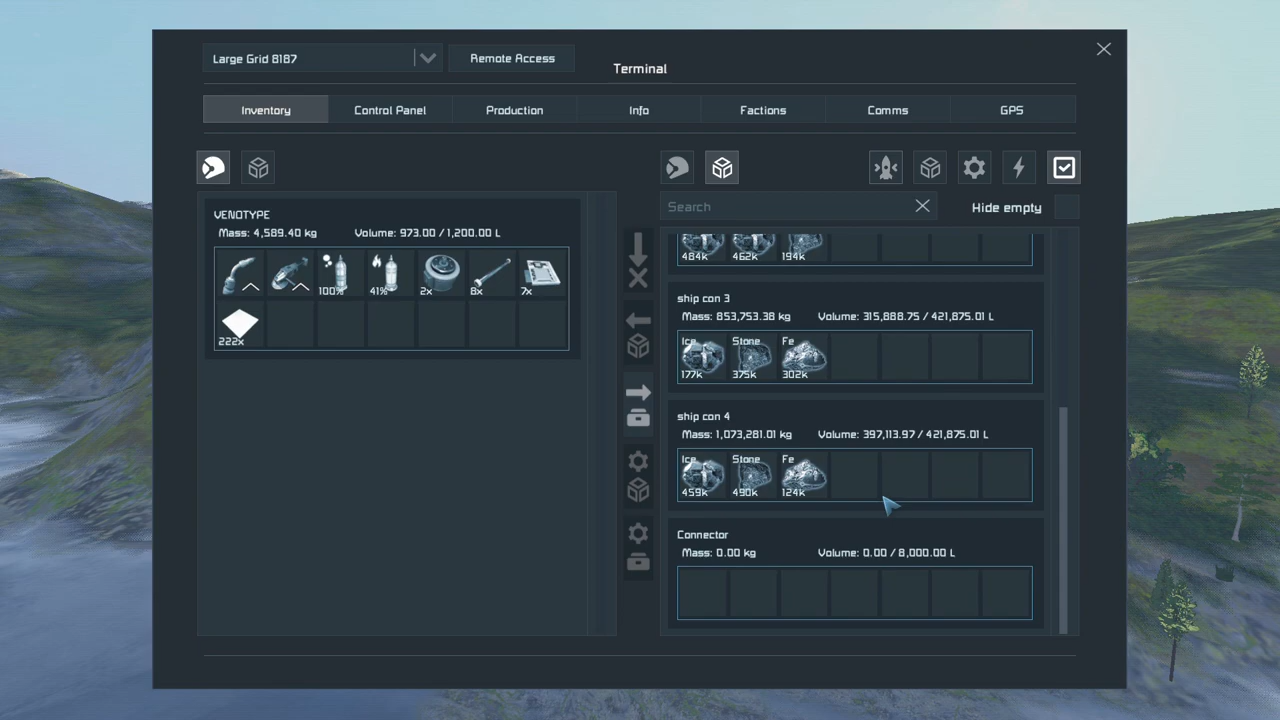 Large Grid 8187
Remote Access
Terminal
Inventory
Control Panel
Production
Info
Factions
Comms
GPS
VENOTYPE
Mass: 4,589.40 kg Volume: 973.00 / 1,200.00 L
100% 41% 2x 8x 7x
222x
Search
Hide empty
484k 462k 194k
ship con 3
Mass: 853,753.38 kg Volume: 315,888.75 / 421,875.01 L
Ice Stone Fe
177k 375k 302k
ship con 4
Mass: 1,073,281.01 kg Volume: 397,113.97 / 421,875.01 L
Ice Stone Fe
459k 490k 124k
Connector
Mass: 0.00 kg Volume: 0.00 / 8,000.00 L